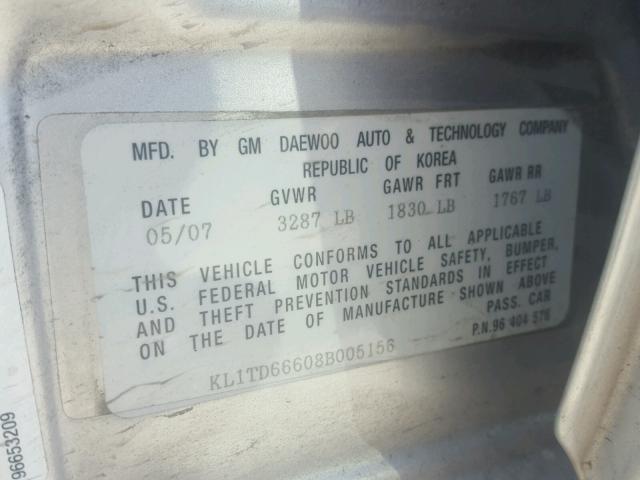 MFD. BY GM DAEWOO AUTO & TECHNOLOGY COMPANY
REPUBLIC OF KOREA
DATE GVWR GAWR FRT GAWR RR
05/07 3287 LB 1830 LB 1767 LB
THIS VEHICLE CONFORMS TO ALL APPLICABLE
U.S. FEDERAL MOTOR VEHICLE SAFETY, BUMPER,
AND THEFT PREVENTION STANDARDS IN EFFECT
ON THE DATE OF MANUFACTURE SHOWN ABOVE
PASS. CAR
P.N.96 404 576
KL1TD66608B005156
96653209